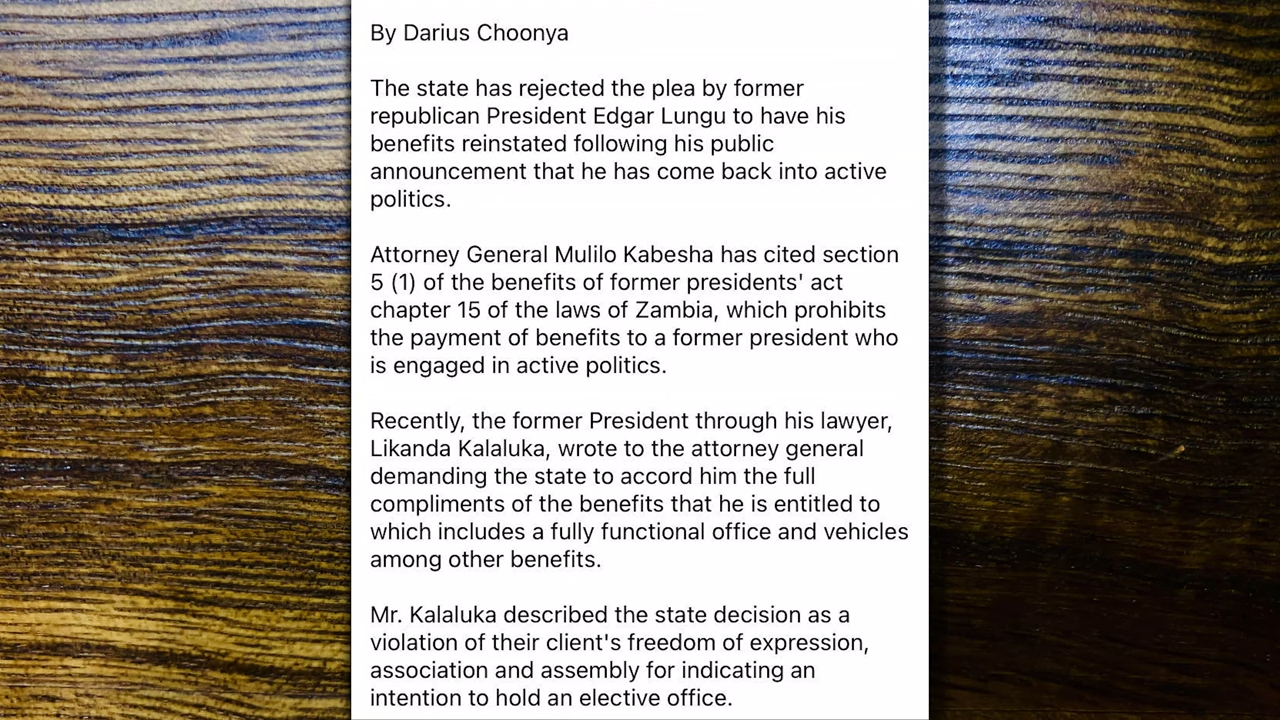 By Darius Choonya
The state has rejected the plea by former
republican President Edgar Lungu to have his
benefits reinstated following his public
announcement that he has come back into active
politics.
Attorney General Mulilo Kabesha has cited section
5 (1) of the benefits of former presidents' act
chapter 15 of the laws of Zambia, which prohibits
the payment of benefits to a former president who
is engaged in active politics.
Recently, the former President through his lawyer,
Likanda Kalaluka, wrote to the attorney general
demanding the state to accord him the full
compliments of the benefits that he is entitled to
which includes a fully functional office and vehicles
among other benefits.
Mr. Kalaluka described the state decision as a
violation of their client's freedom of expression,
association and assembly for indicating an
intention to hold an elective office.